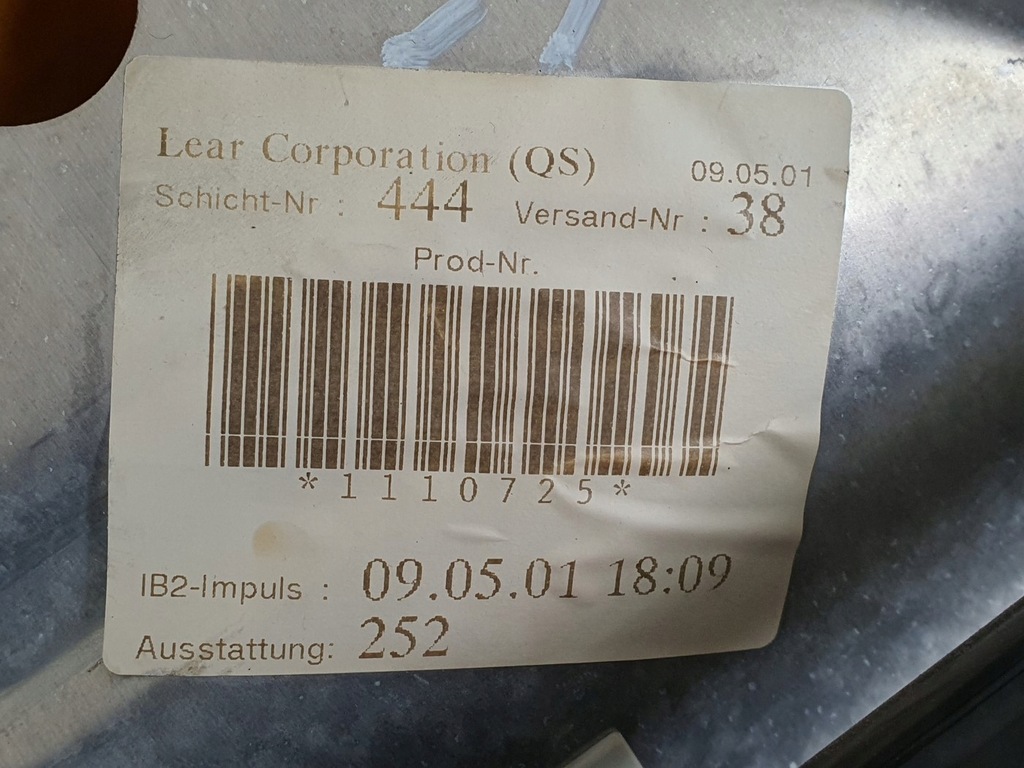 Lear Corporation (QS) 09.05.01
Schicht-Nr : 444 Versand-Nr : 38
Prod-Nr.
*1110725*
IB2-Impuls : 09.05.01 18:09
Ausstattung: 252